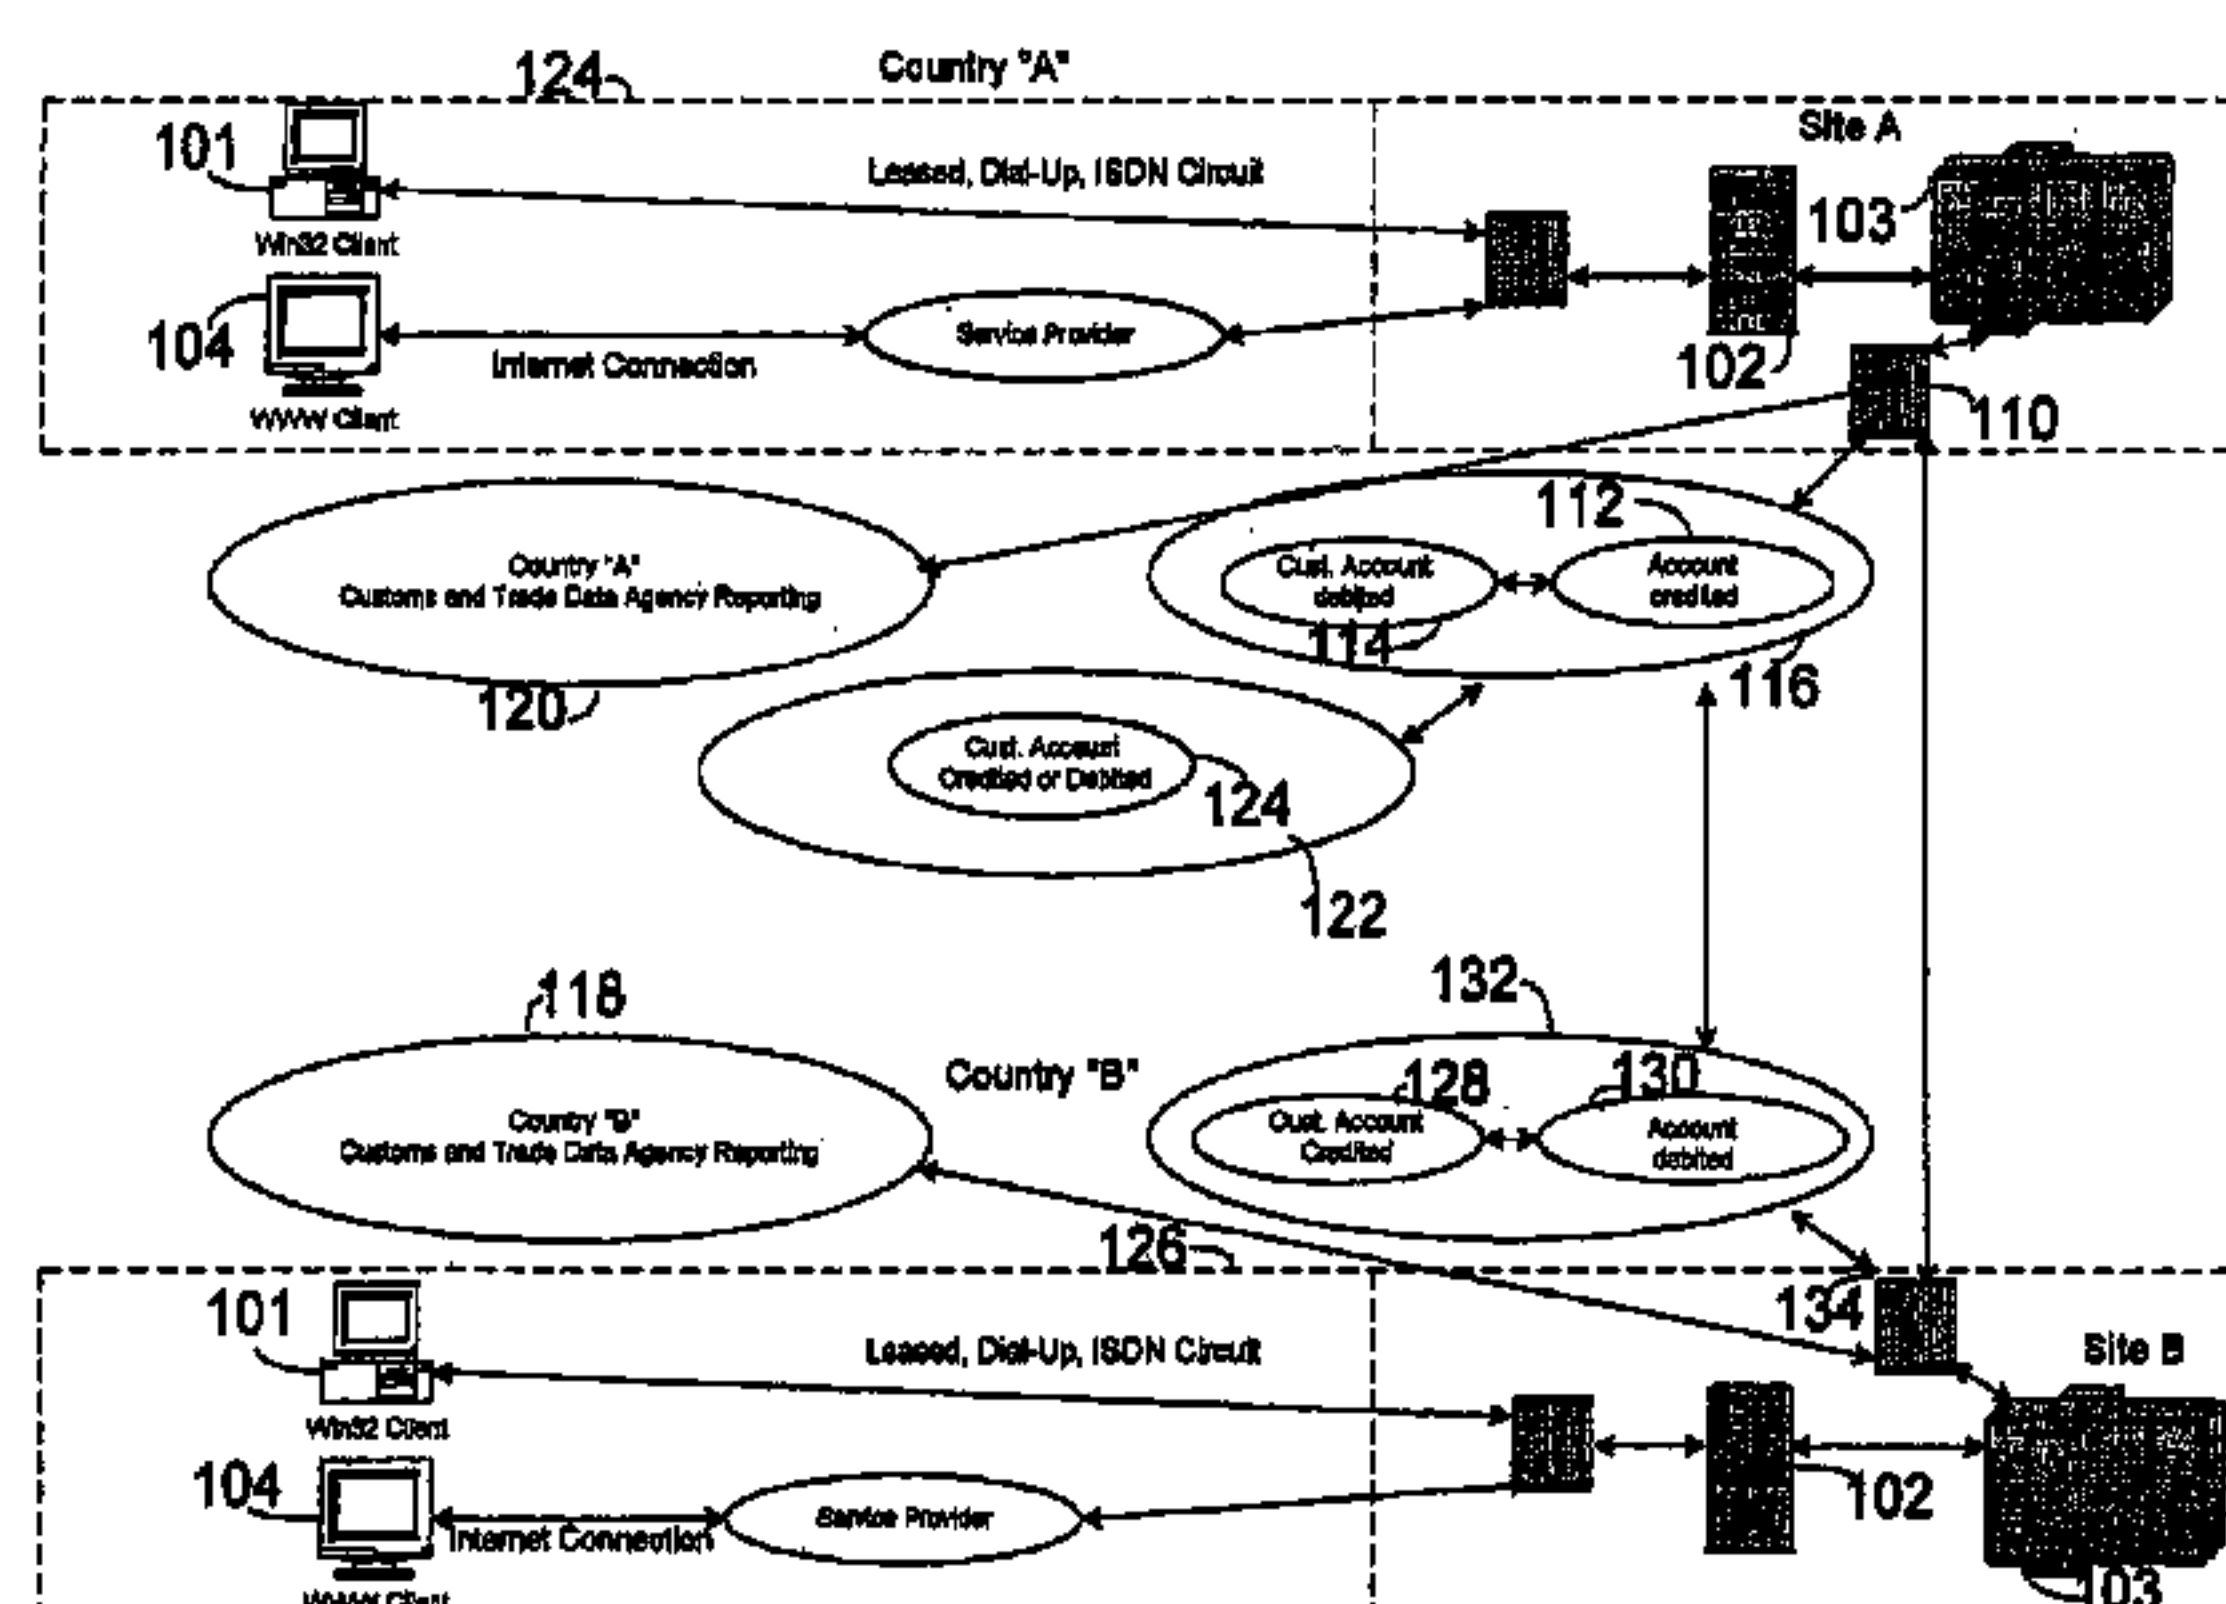 124
Country "A"
Site A
101
Leased, Dial-Up, ISDN Circuit
103
Win32 Client
104
Service Provider
Internet Connection
102
WWW Client
110
112
Country "A"
Customs and Trade Data Agency Reporting
Cust. Account
debited
Account
credited
114
116
120
Cust. Account
Credited or Debited
124
122
118
132
Country "B"
128
130
Country "B"
Customs and Trade Data Agency Reporting
Cust. Account
Credited
Account
debited
126
134
101
Leased, Dial-Up, ISDN Circuit
Site B
Win32 Client
104
Service Provider
Internet Connection
102
WWW Client
103